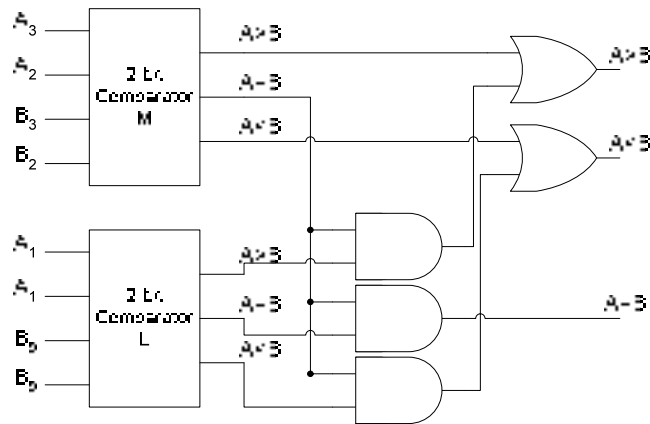 A3
A>B
A>B
A2
2 bit
A=B
Comparator
B3
M
A<B
A<B
B2
A1
A>B
A1
2 bit
A=B
A=B
Comparator
B0
L
A<B
B0